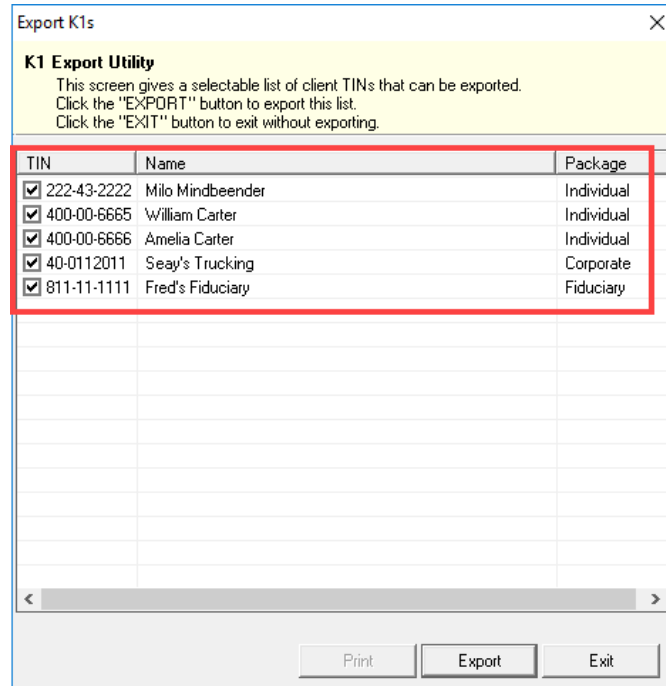 Export K1s
K1 Export Utility
This screen gives a selectable list of client TINs that can be exported.
Click the "EXPORT" button to export this list.
Click the "EXIT" button to exit without exporting.
TIN Name Package
222-43-2222 Milo Mindbeender Individual
400-00-6665 William Carter Individual
400-00-6666 Amelia Carter Individual
40-0112011 Seay's Trucking Corporate
811-11-1111 Fred's Fiduciary Fiduciary
Print Export Exit